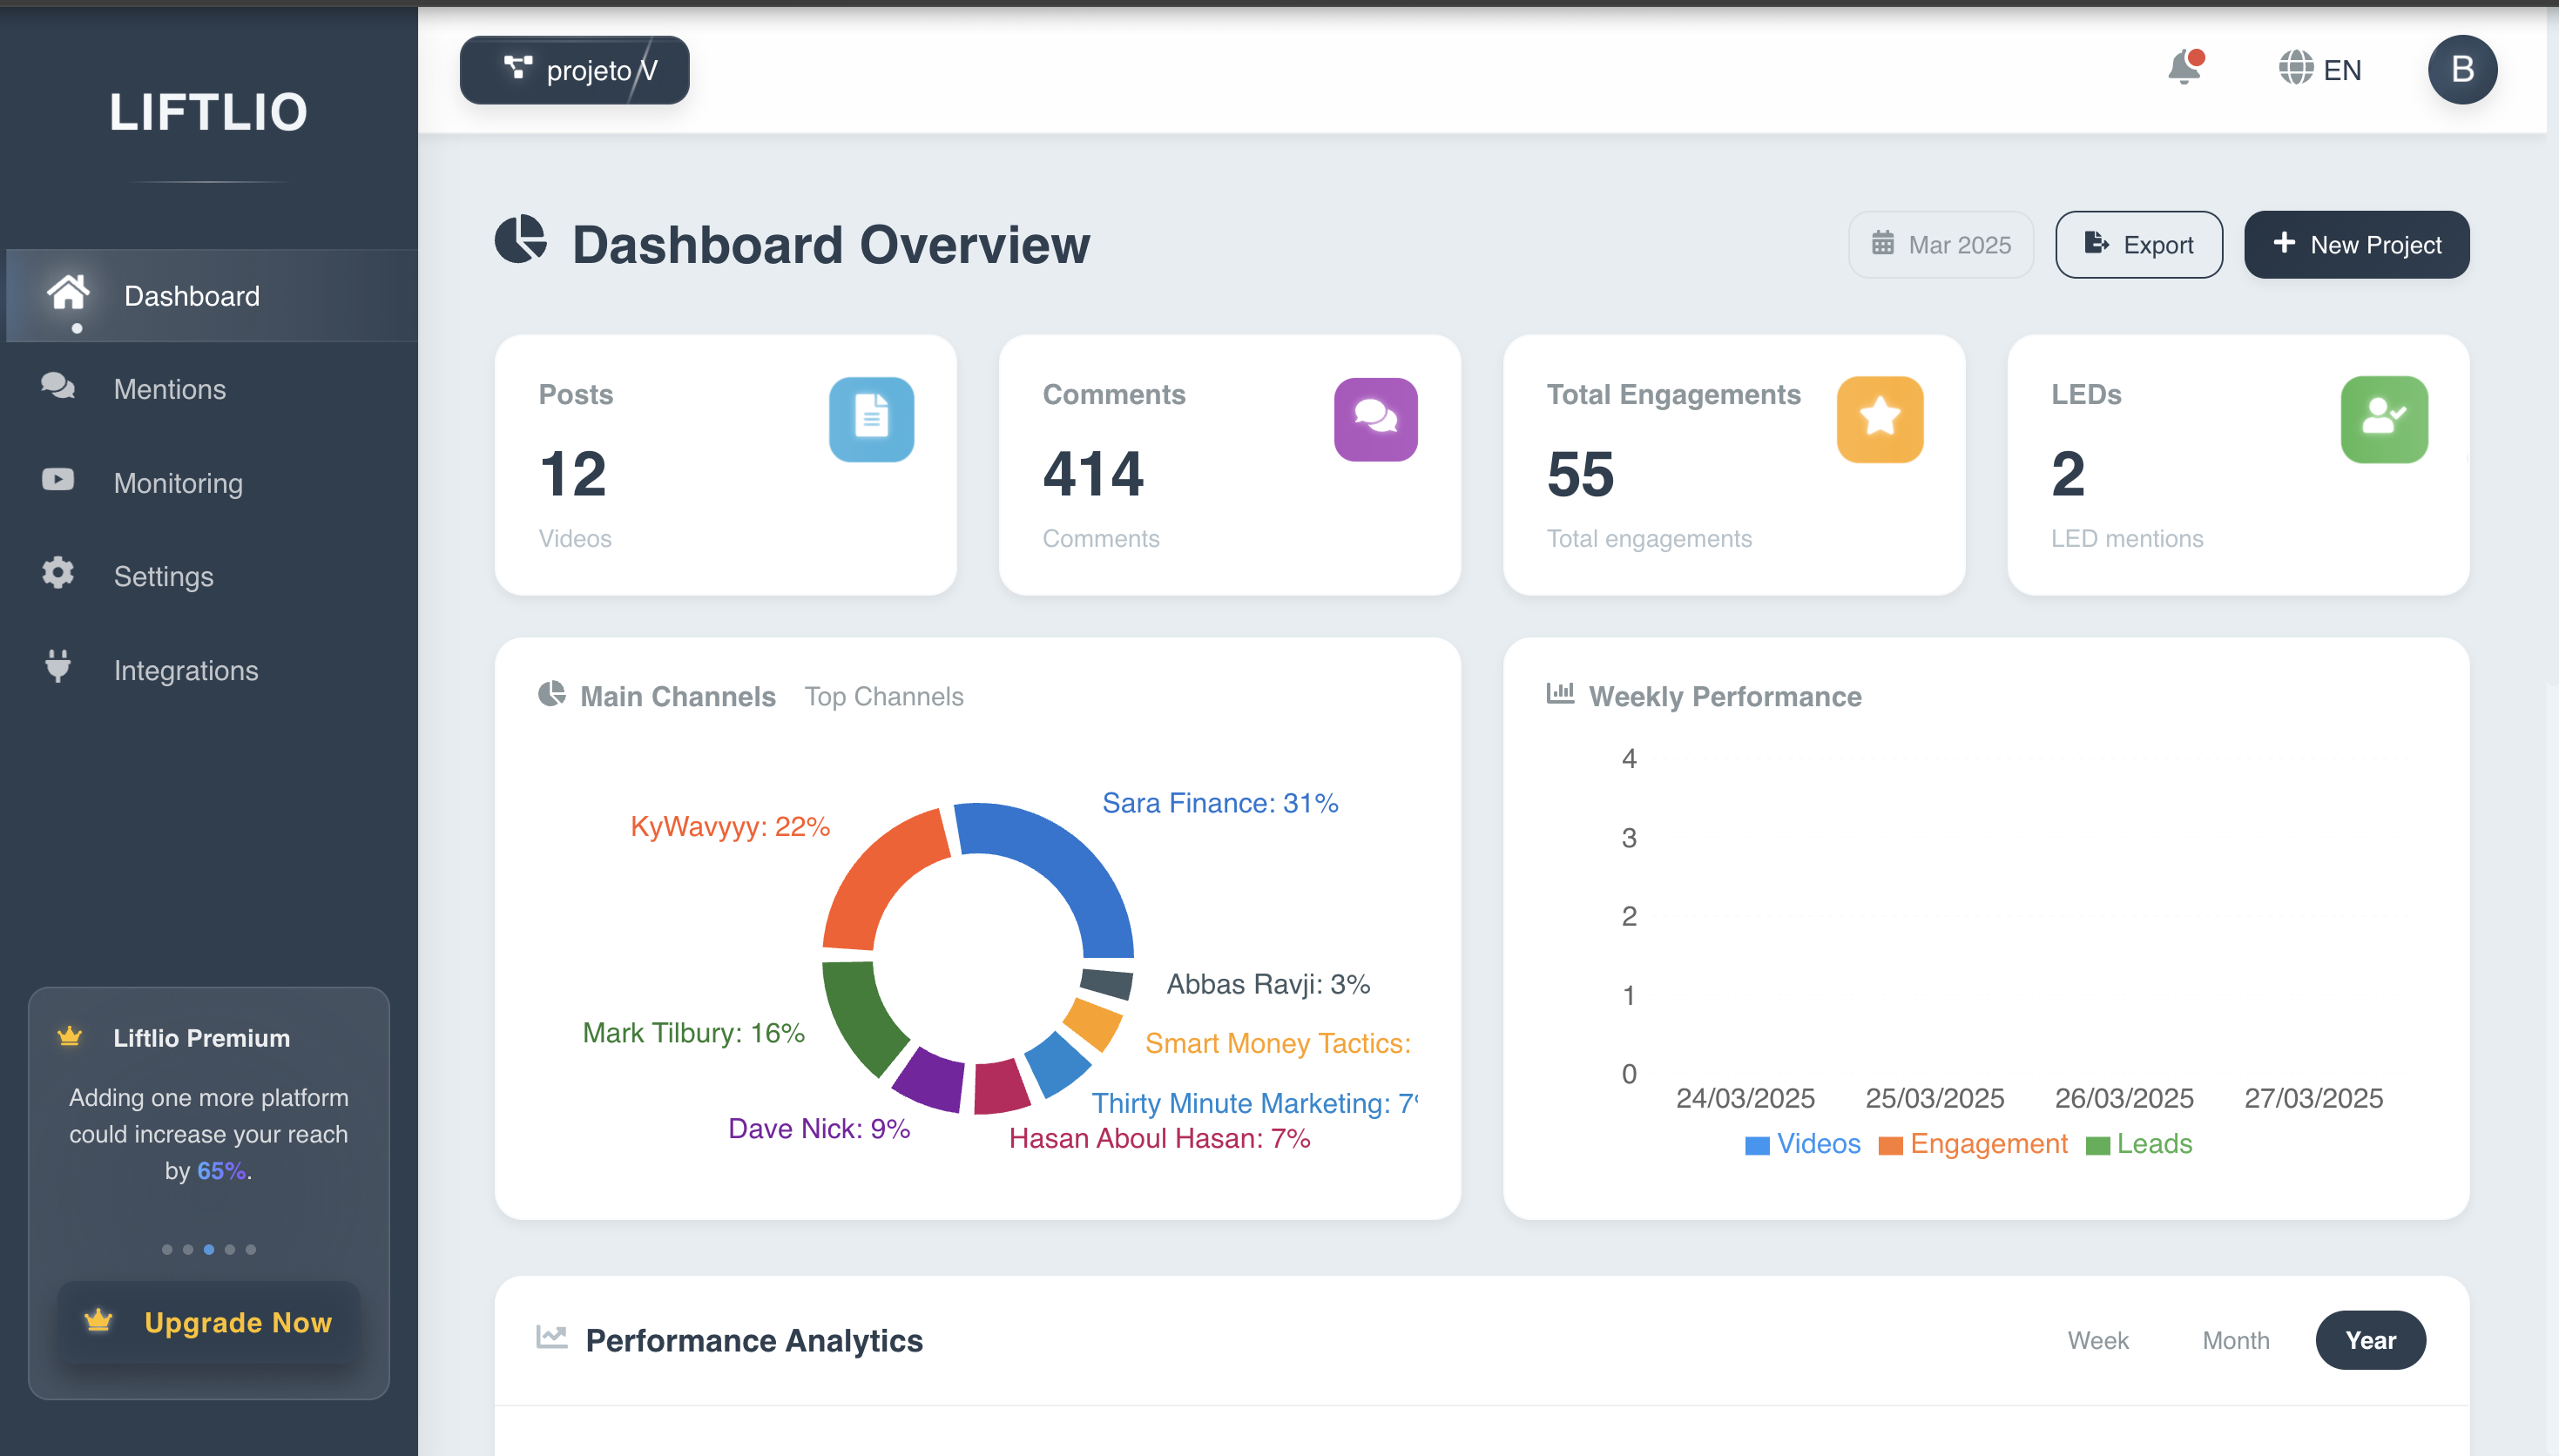 LIFTLIO
Dashboard
Mentions
Monitoring
Settings
Integrations
Liftlio Premium
Adding one more platform
could increase your reach
by 65%.
Upgrade Now
projeto V
EN
B
Dashboard Overview
Mar 2025
Export
New Project
Posts
12
Videos
Comments
414
Comments
Total Engagements
55
Total engagements
LEDs
2
LED mentions
Main Channels Top Channels
Sara Finance: 31%
KyWavyyy: 22%
Abbas Ravji: 3%
Mark Tilbury: 16%
Smart Money Tactics:
Thirty Minute Marketing: 7
Dave Nick: 9%
Hasan Aboul Hasan: 7%
Weekly Performance
4
3
2
1
0
24/03/2025 25/03/2025 26/03/2025 27/03/2025
Videos Engagement Leads
Performance Analytics
Week
Month
Year